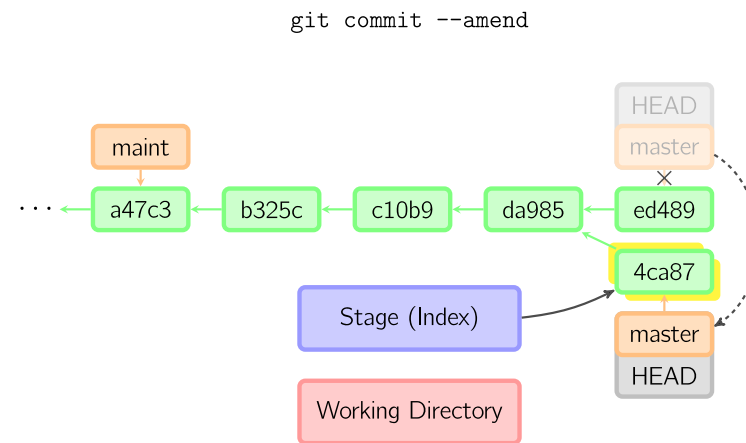 git commit --amend
HEAD
master
maint
··· a47c3 b325c c10b9 da985 ed489
4ca87
Stage (Index)
master
HEAD
Working Directory